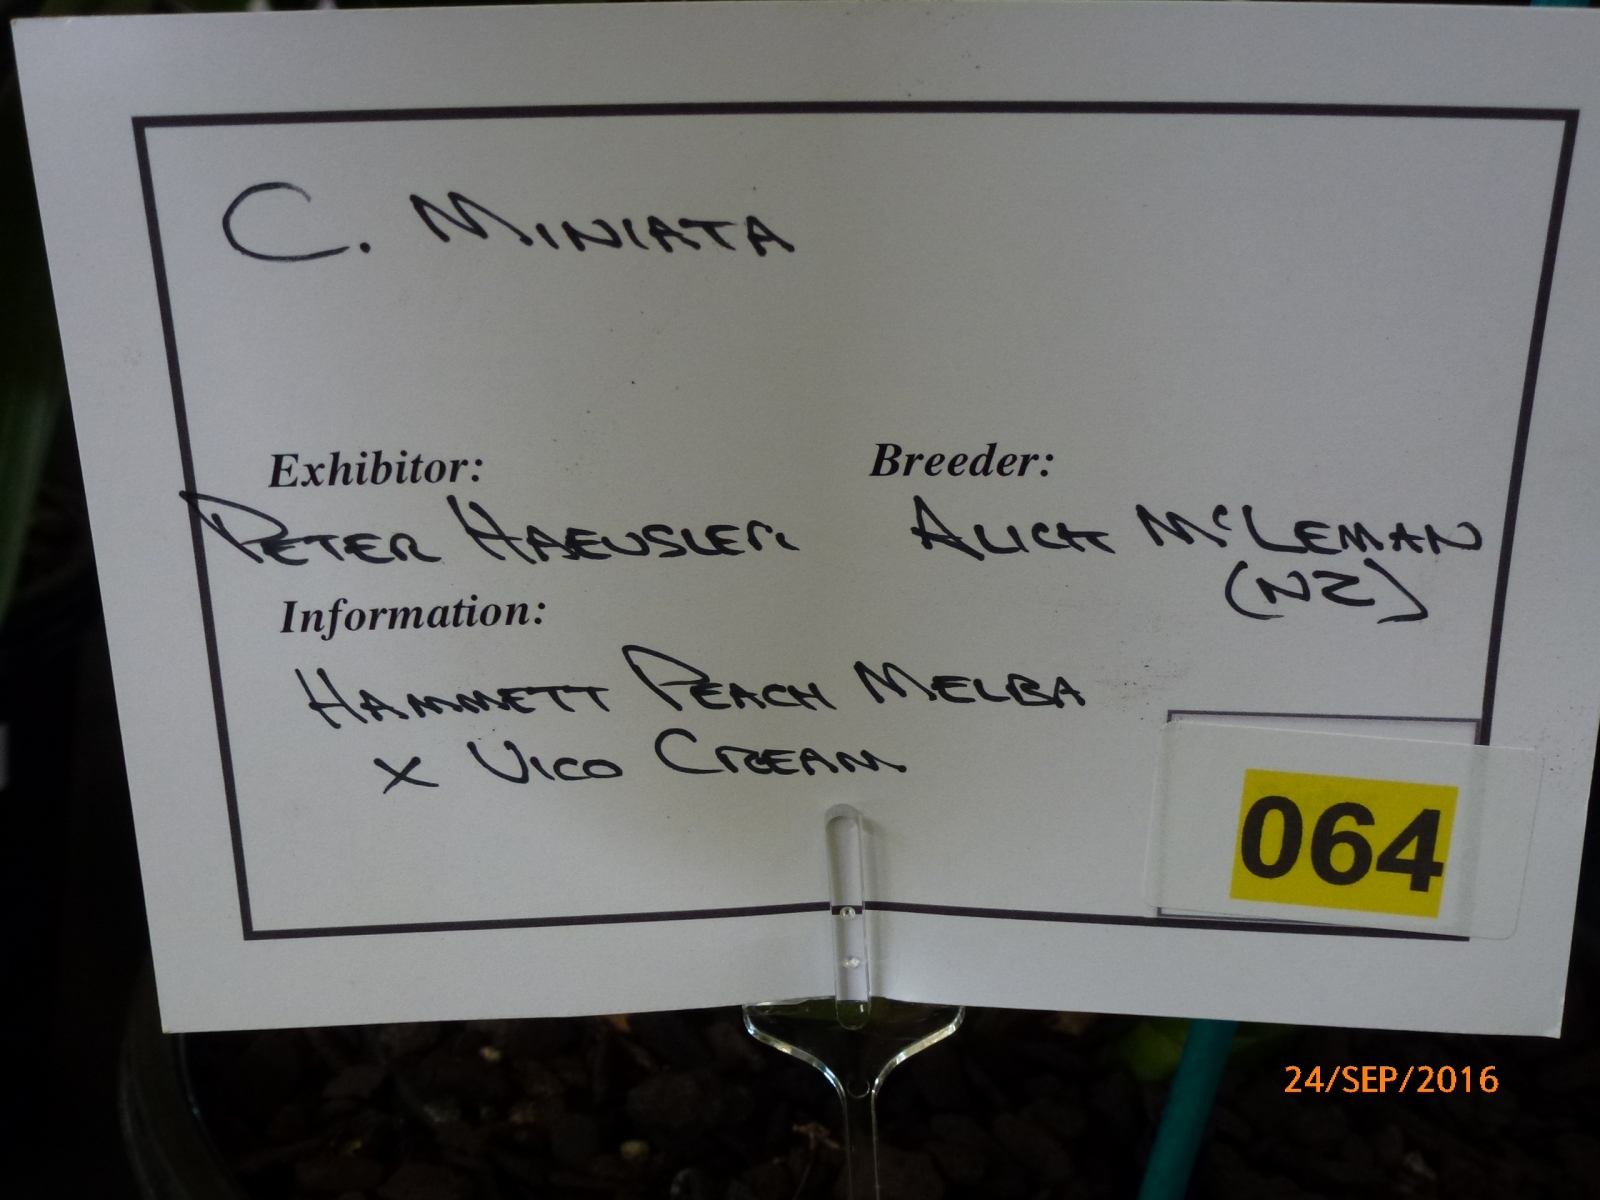 C. MINIATA
Exhibitor:
PETER HAEUSLER
Breeder:
ALICK McLEMAN
(NZ)
Information:
HAMMETT PEACH MELBA
x VICO CREAM
064
24/SEP/2016